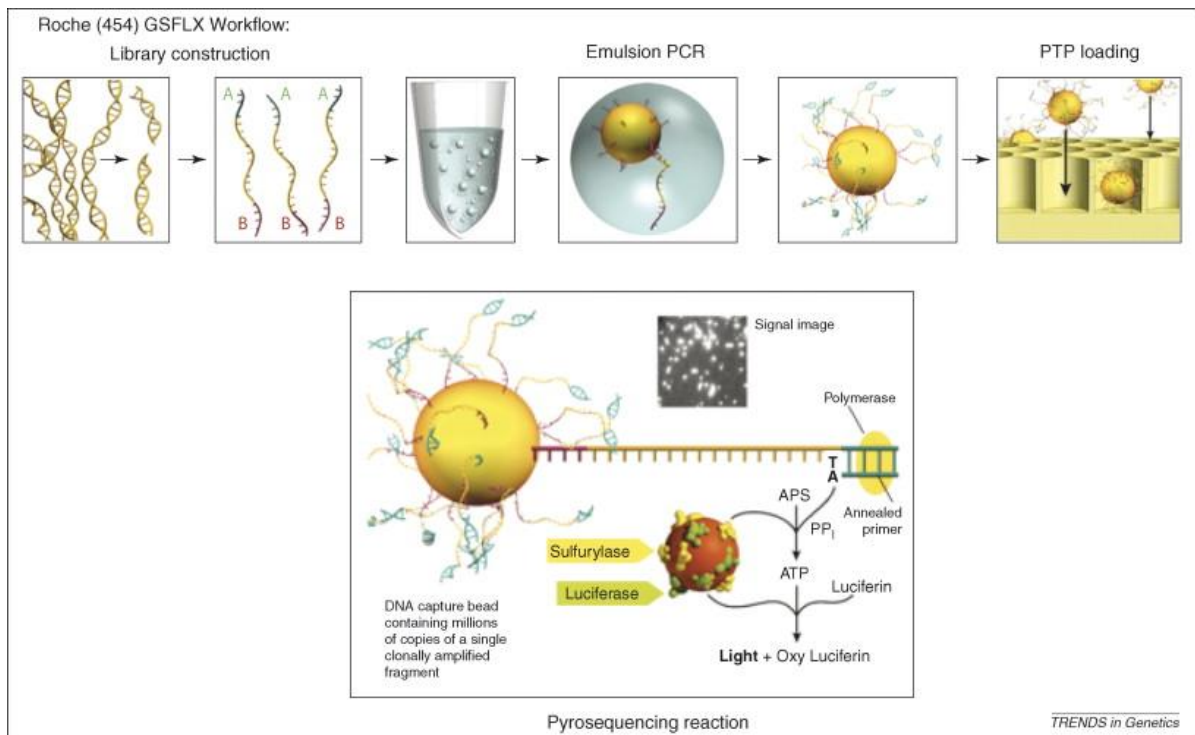 Roche (454) GSFLX Workflow:
Library construction
Emulsion PCR
PTP loading
A
A
A
B
B
B
Signal image
Polymerase
T
A
Annealed
primer
APS
PPI
Sulfurylase
ATP
Luciferase
Luciferin
DNA capture bead
containing millions
of copies of a single
clonally amplified
fragment
Light + Oxy Luciferin
Pyrosequencing reaction
TRENDS in Genetics